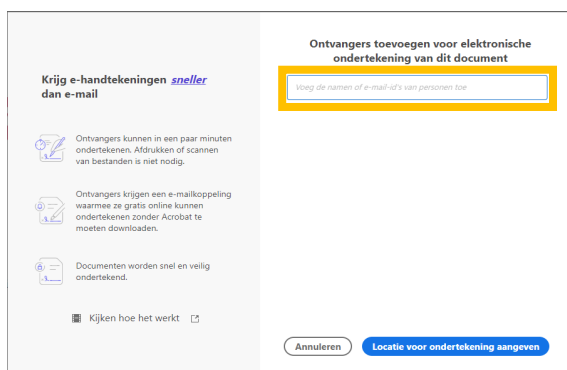 Krijg e-handtekeningen sneller
dan e-mail
Ontvangers kunnen in een paar minuten
ondertekenen. Afdrukken of scannen
van bestanden is niet nodig.
Ontvangers krijgen een e-mailkoppeling
waarmee ze gratis online kunnen
ondertekenen zonder Acrobat te
moeten downloaden.
Documenten worden snel en veilig
ondertekend.
Kijken hoe het werkt
Ontvangers toevoegen voor elektronische
ondertekening van dit document
Voeg de namen of e-mail-id's van personen toe
Annuleren
Locatie voor ondertekening aangeven